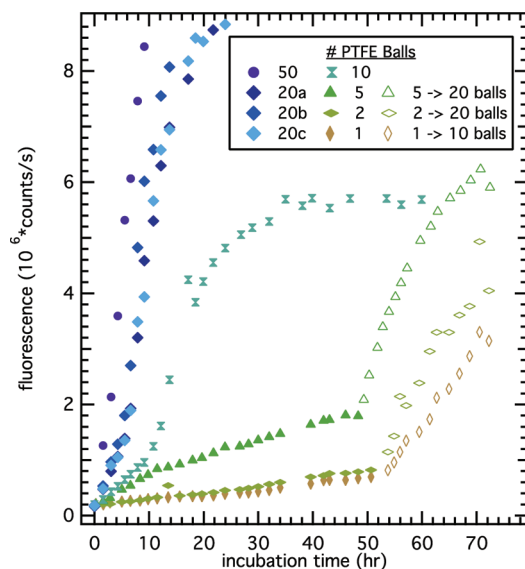 # PTFE Balls
50 10
20a 5 5 -> 20 balls
20b 2 2 -> 20 balls
20c 1 1 -> 10 balls
fluorescence (10 6*counts/s)
8
6
4
2
0
0 10 20 30 40 50 60 70
incubation time (hr)